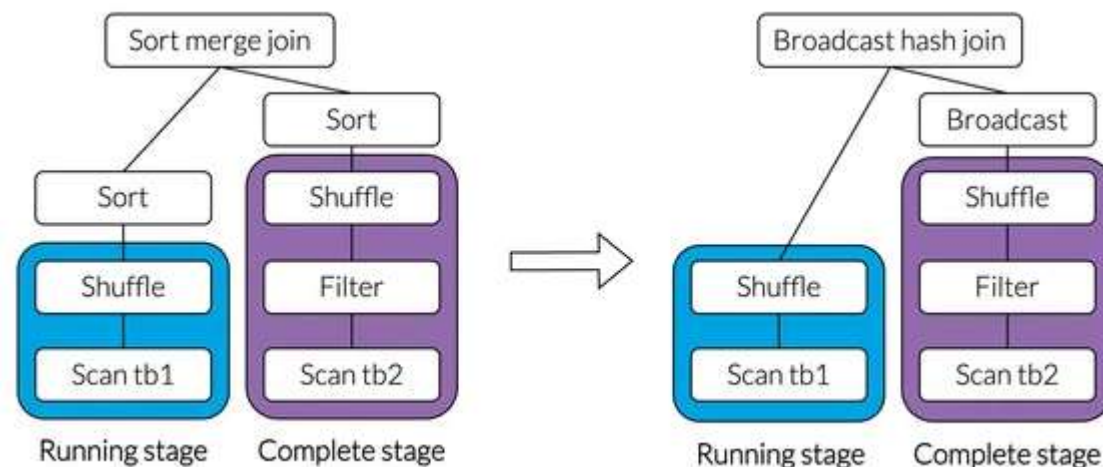 Sort merge join
Sort
Sort
Shuffle
Shuffle
Filter
Scan tb1
Scan tb2
Running stage
Complete stage
Broadcast hash join
Broadcast
Shuffle
Shuffle
Filter
Scan tb1
Scan tb2
Running stage
Complete stage